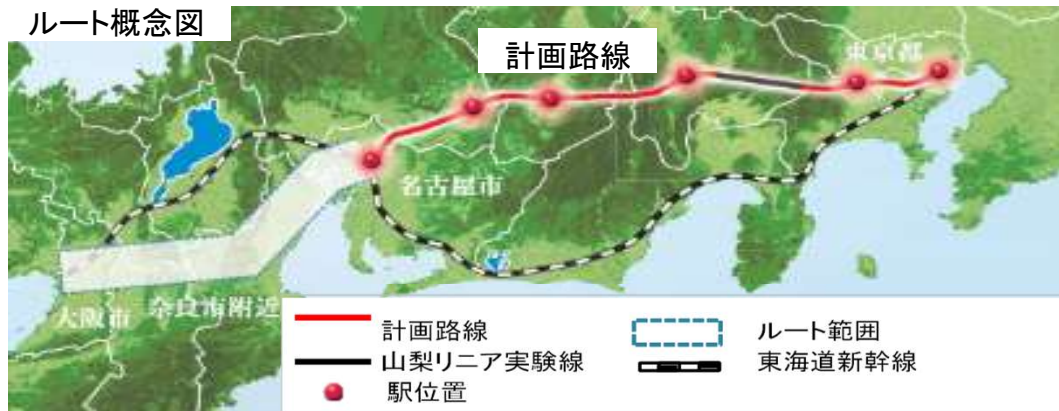 ルート概念図
計画路線
東京都
名古屋市
大阪市
奈良市附近
計画路線
ルート範囲
山梨リニア実験線
東海道新幹線
駅位置